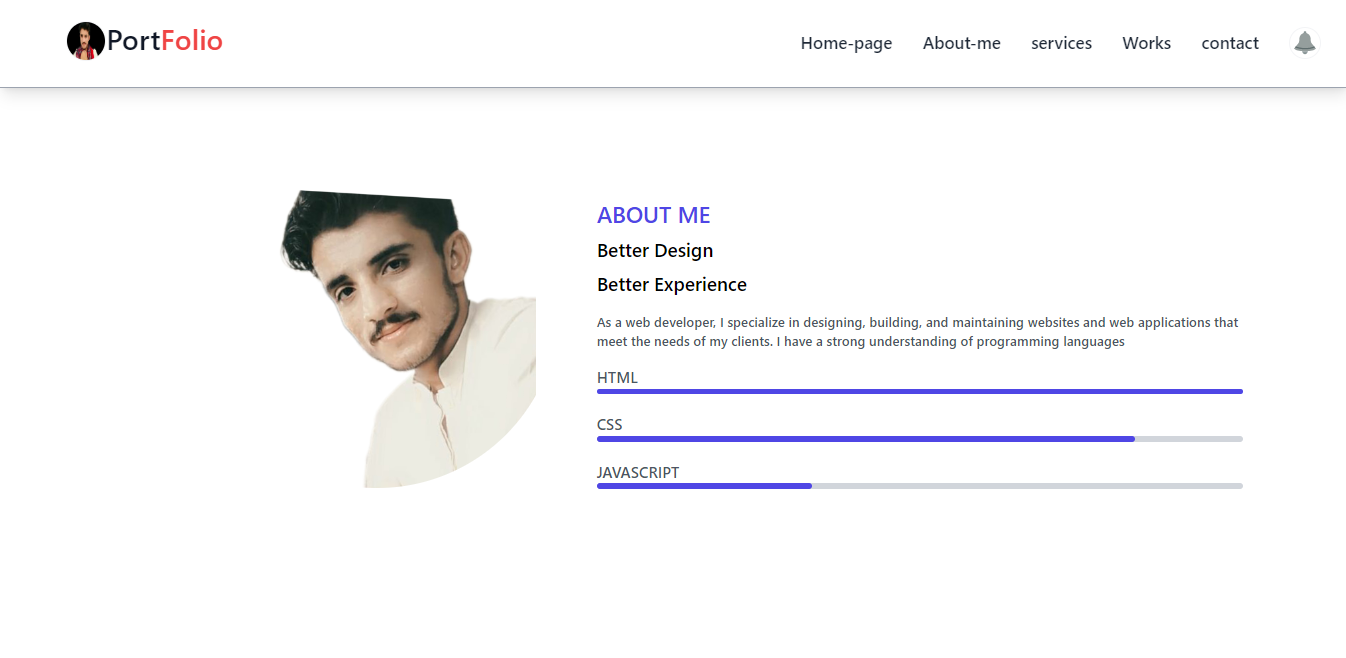 PortFolio
Home-page About-me services Works contact
ABOUT ME
Better Design
Better Experience
As a web developer, I specialize in designing, building, and maintaining websites and web applications that
meet the needs of my clients. I have a strong understanding of programming languages
HTML
CSS
JAVASCRIPT